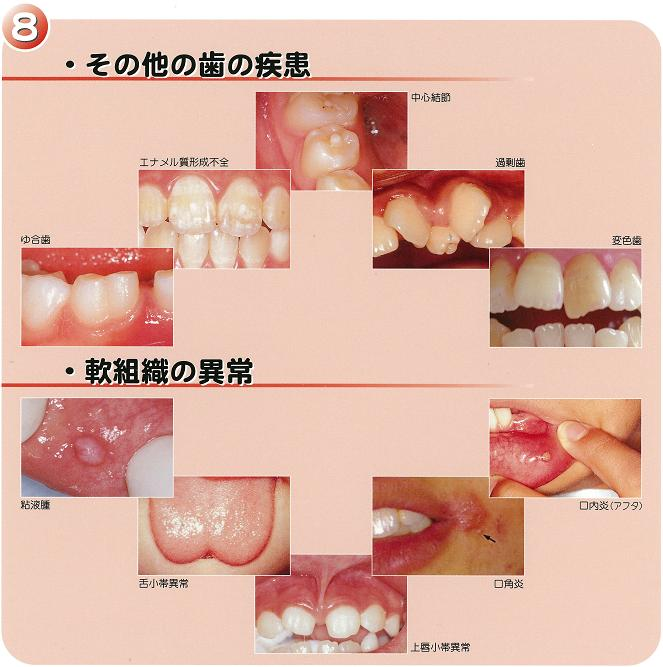 8
・その他の歯の疾患
中心結節
エナメル質形成不全
過剰歯
ゆ合歯
変色歯
・軟組織の異常
粘液腫
口内炎(アフタ)
舌小帯異常
口角炎
上唇小帯異常